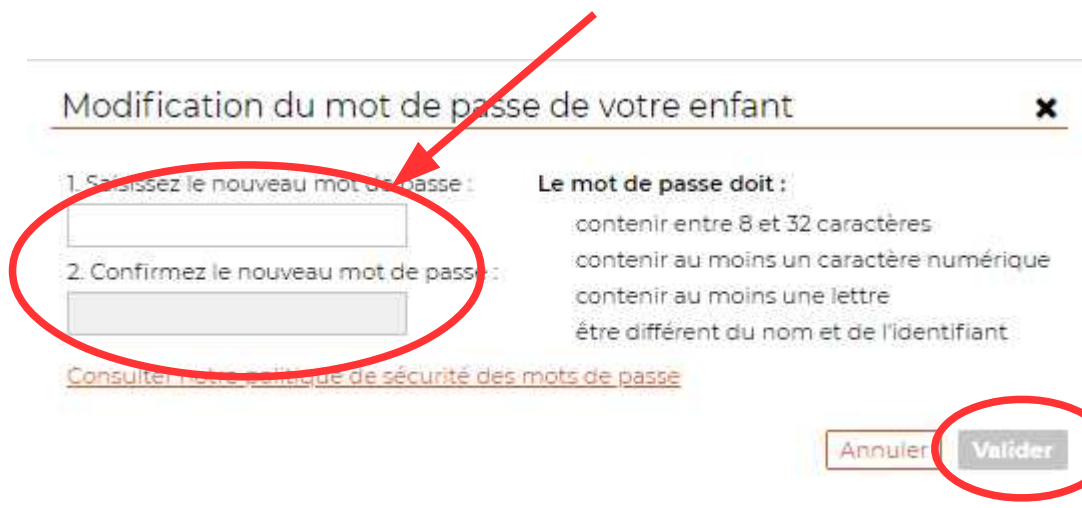 Modification du mot de passe de votre enfant
1. Saisissez le nouveau mot de passe :
2. Confirmez le nouveau mot de passe :
Le mot de passe doit :
contenir entre 8 et 32 caractères
contenir au moins un caractère numérique
contenir au moins une lettre
être différent du nom et de l'identifiant
Consulter notre politique de sécurité des mots de passe
Annuler
Valider